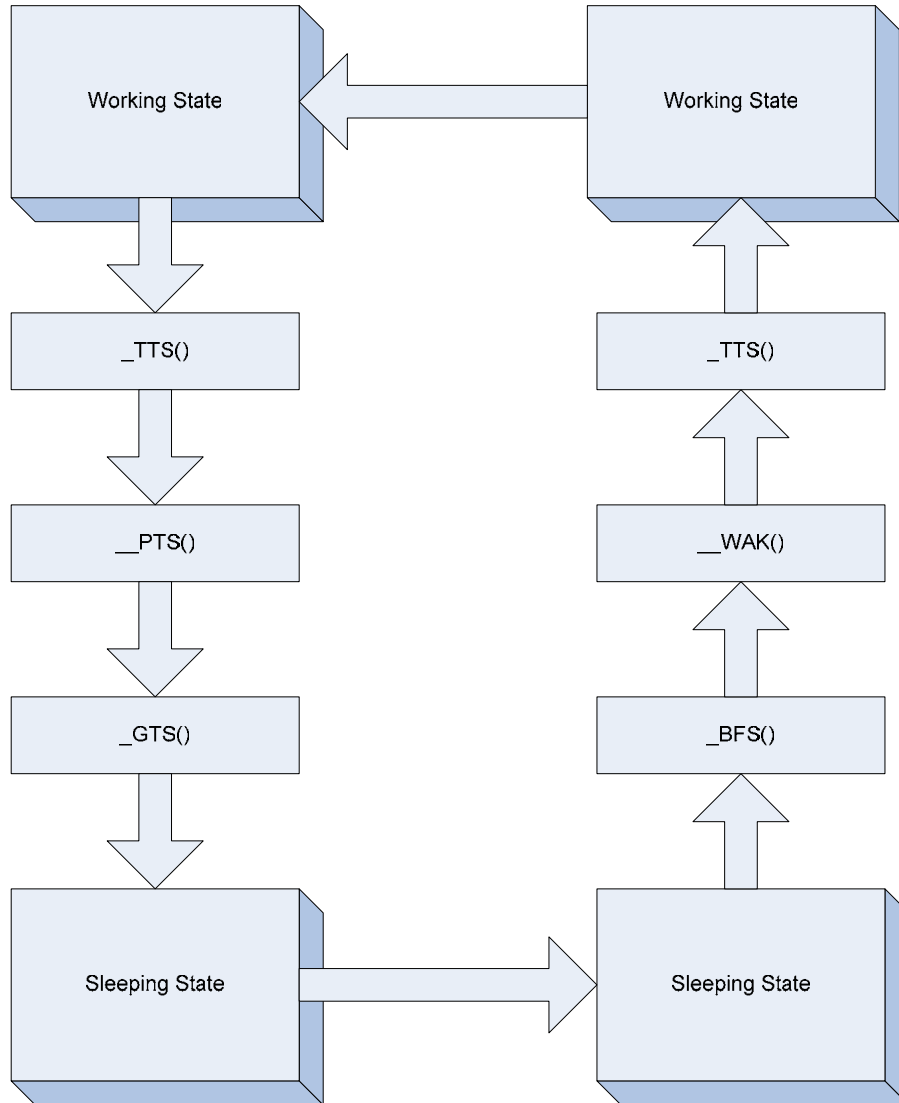 Working State
Working State
_TTS()
_TTS()
__PTS()
__WAK()
_GTS()
_BFS()
Sleeping State
Sleeping State